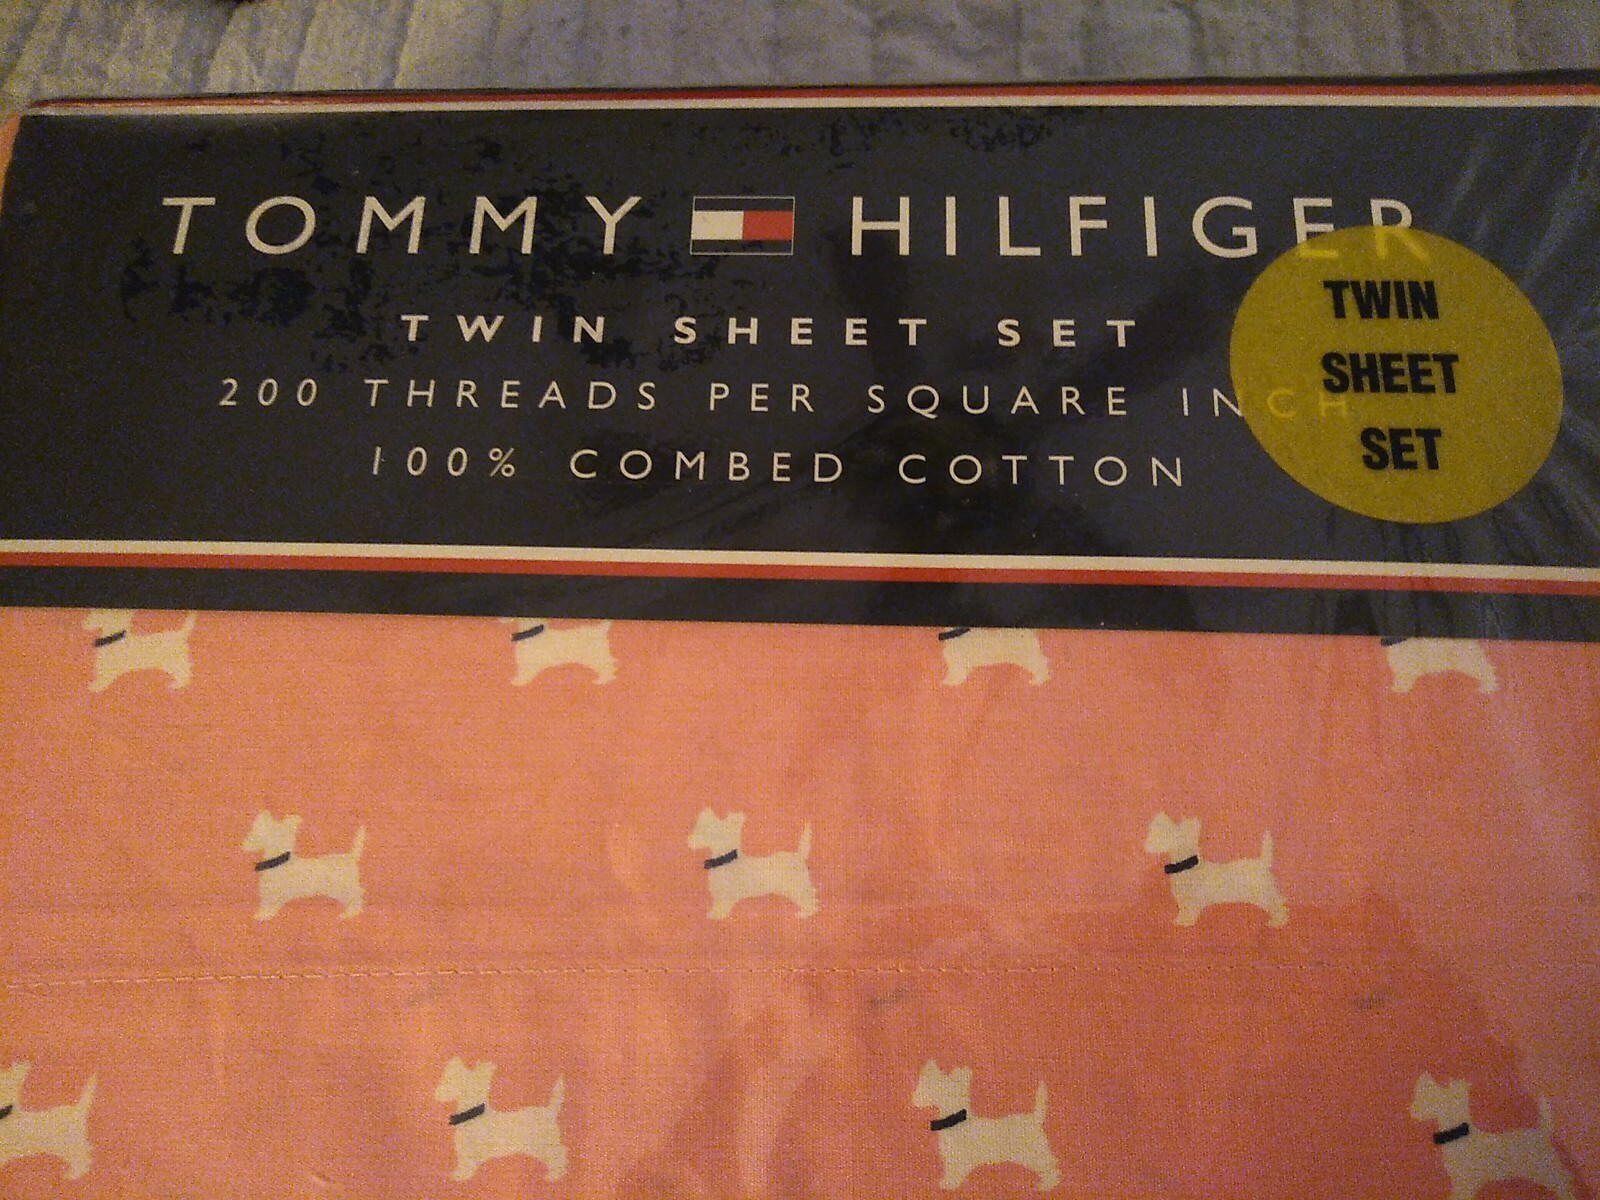 TOMMY HILFIGER
TWIN SHEET SET
200 THREADS PER SQUARE INCH
100% COMBED COTTON
TWIN
SHEET
SET